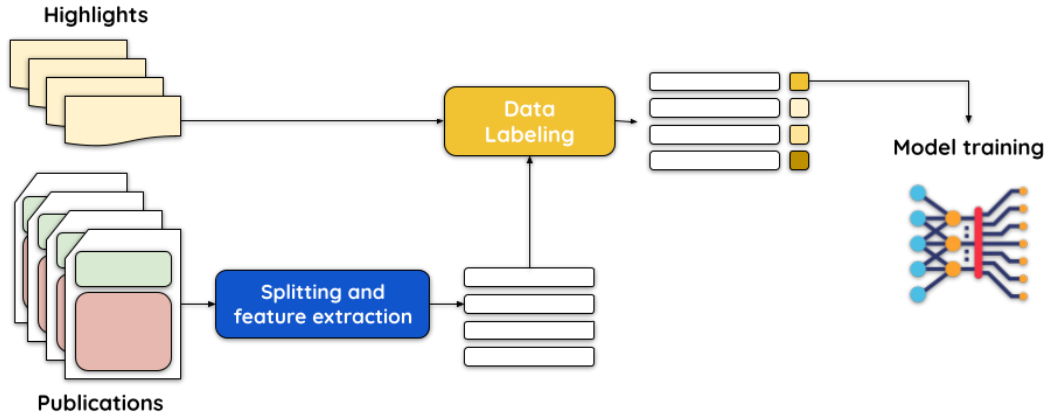 Highlights
Data
Labeling
Model training
Splitting and
feature extraction
Publications